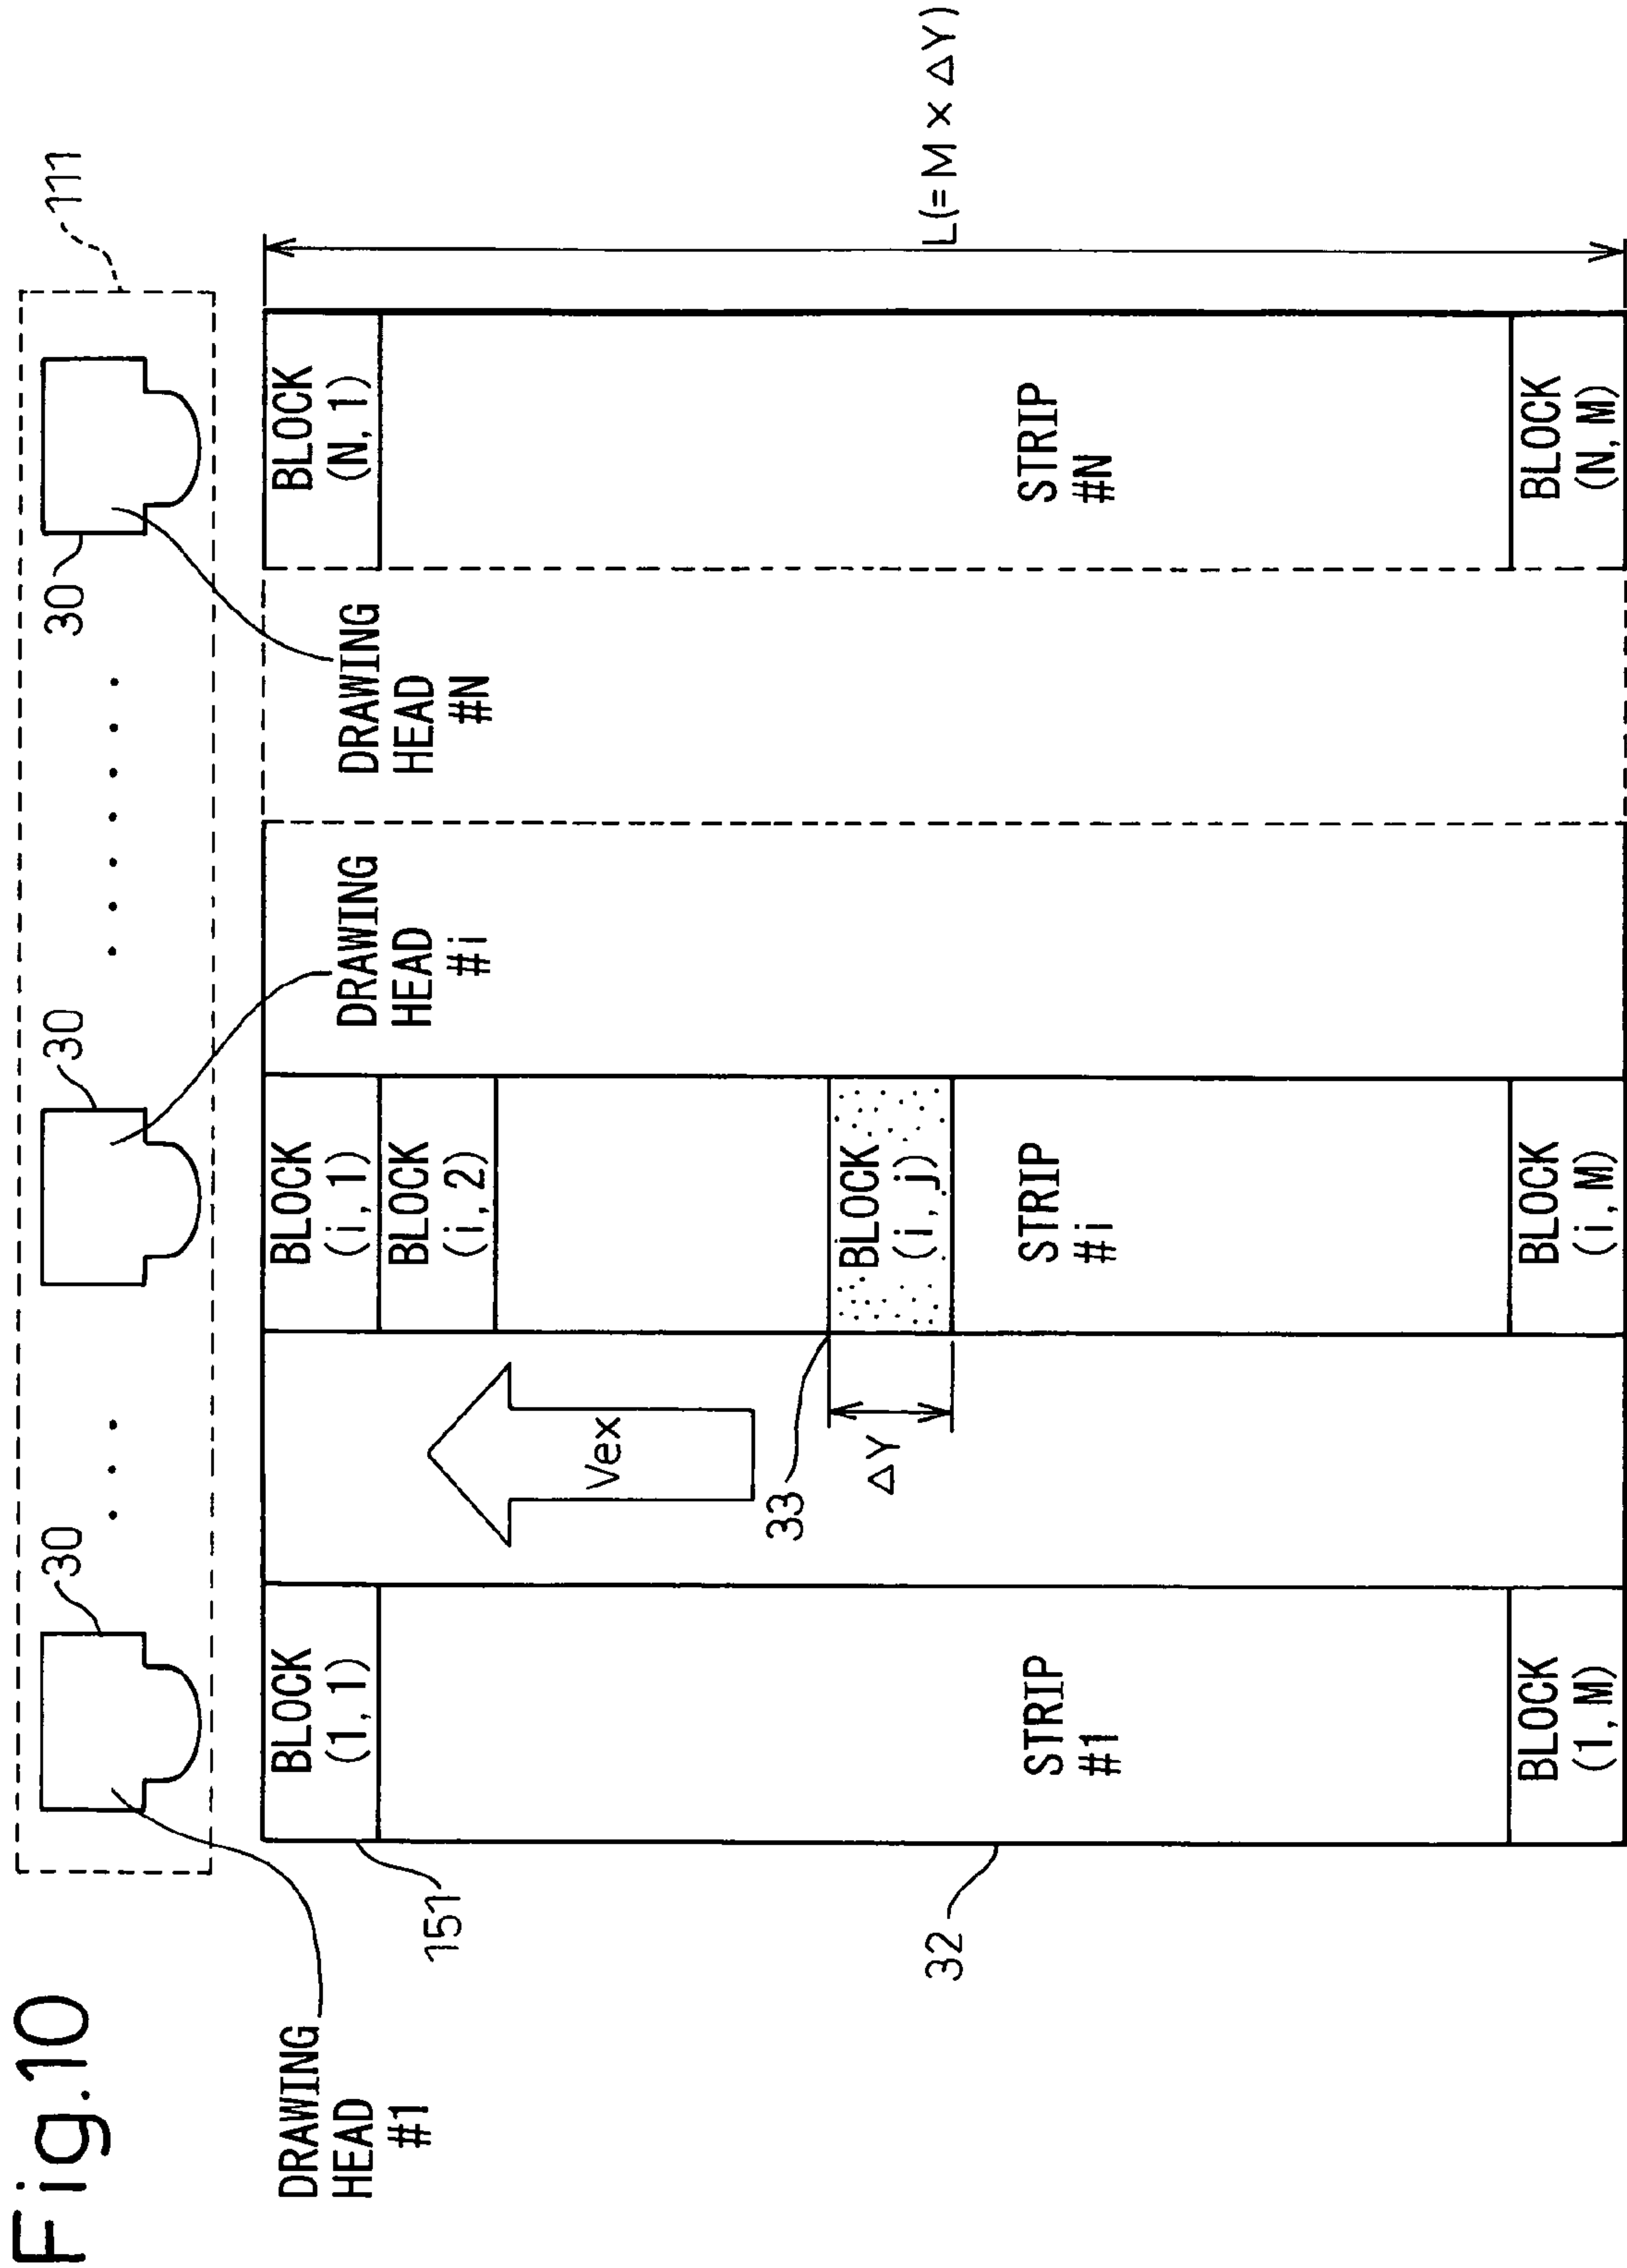 Fig.10
111
30
30
30
DRAWING
HEAD
#1
DRAWING
HEAD
#i
DRAWING
HEAD
#N
151
BLOCK
(1,1)
BLOCK
(i,1)
BLOCK
(i,2)
BLOCK
(N,1)
Vex
33
ΔY
BLOCK
(i,j)
32
STRIP
#1
STRIP
#i
STRIP
#N
L(=M×ΔY)
BLOCK
(1,M)
BLOCK
(i,M)
BLOCK
(N,M)